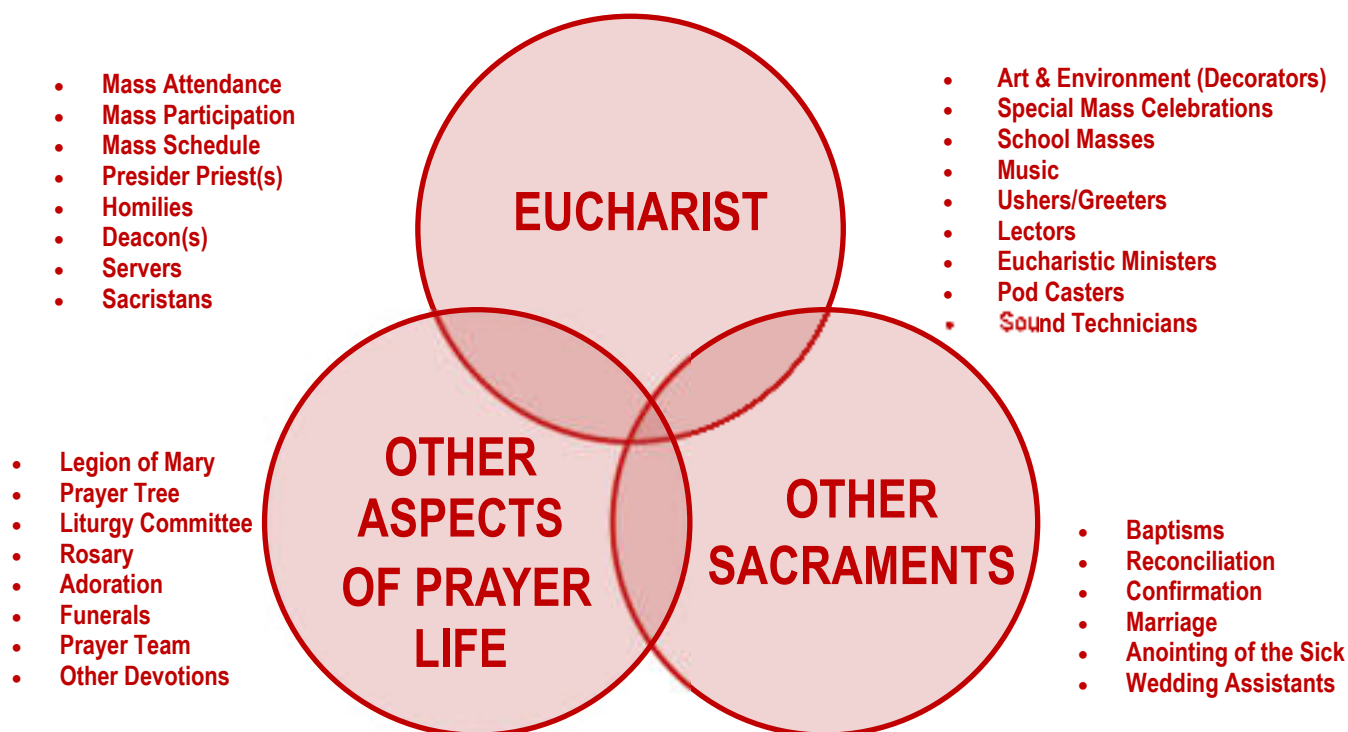 • Mass Attendance
• Mass Participation
• Mass Schedule
• Presider Priest(s)
• Homilies
• Deacon(s)
• Servers
• Sacristans
EUCHARIST
• Art & Environment (Decorators)
• Special Mass Celebrations
• School Masses
• Music
• Ushers/Greeters
• Lectors
• Eucharistic Ministers
• Pod Casters
• Sound Technicians
• Legion of Mary
• Prayer Tree
• Liturgy Committee
• Rosary
• Adoration
• Funerals
• Prayer Team
• Other Devotions
OTHER
ASPECTS
OF PRAYER
LIFE
OTHER
SACRAMENTS
• Baptisms
• Reconciliation
• Confirmation
• Marriage
• Anointing of the Sick
• Wedding Assistants